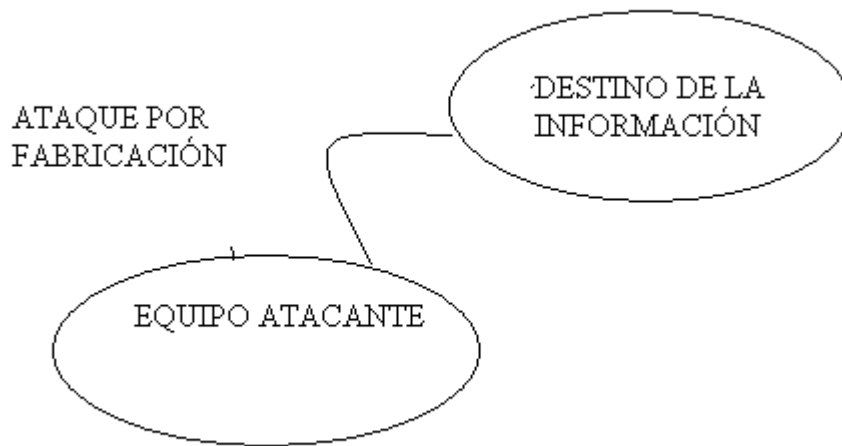 DESTINO DE LA
INFORMACIÓN
ATAQUE POR
FABRICACIÓN
EQUIPO ATACANTE